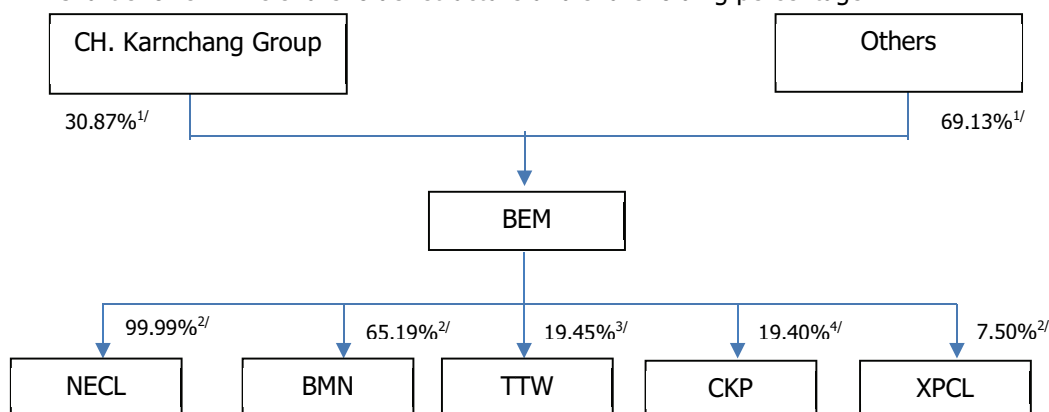 CH. Karnchang Group
Others
30.87%1/
69.13%1/
BEM
99.99%2/
65.19%2/
19.45%3/
19.40%4/
7.50%2/
NECL
BMN
TTW
CKP
XPCL